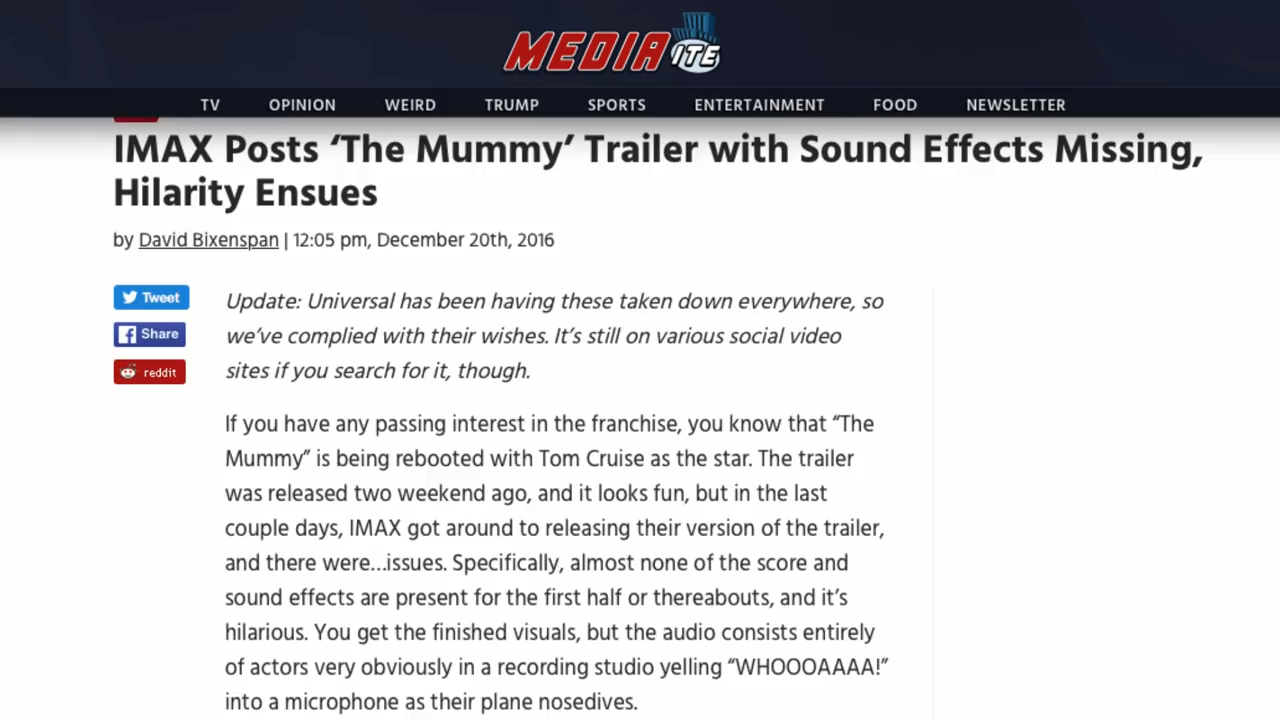 MEDIAITE
TV OPINION WEIRD TRUMP SPORTS ENTERTAINMENT FOOD NEWSLETTER
IMAX Posts ‘The Mummy’ Trailer with Sound Effects Missing,
Hilarity Ensues
by David Bixenspan | 12:05 pm, December 20th, 2016
Tweet
Share
reddit
Update: Universal has been having these taken down everywhere, so
we’ve complied with their wishes. It’s still on various social video
sites if you search for it, though.
If you have any passing interest in the franchise, you know that “The
Mummy” is being rebooted with Tom Cruise as the star. The trailer
was released two weekend ago, and it looks fun, but in the last
couple days, IMAX got around to releasing their version of the trailer,
and there were…issues. Specifically, almost none of the score and
sound effects are present for the first half or thereabouts, and it’s
hilarious. You get the finished visuals, but the audio consists entirely
of actors very obviously in a recording studio yelling “WHOOOAAAA!”
into a microphone as their plane nosedives.